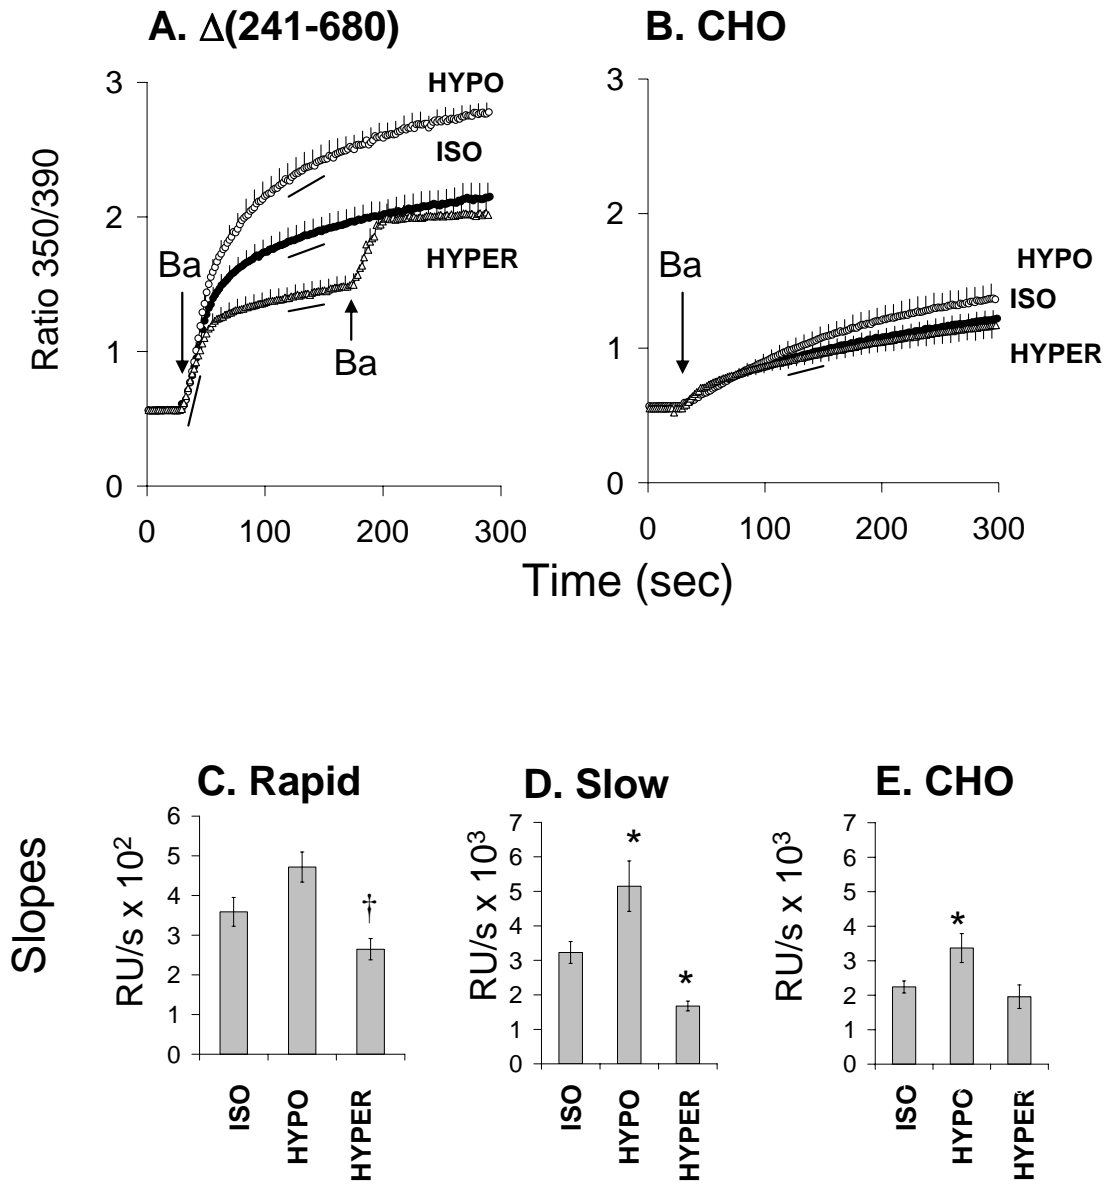 A. Δ(241-680)
B. CHO
Ratio 350/390
3
2
1
0
0 100 200 300
HYPO
ISO
HYPER
Ba
Ba
3
2
1
0
0 100 200 300
Ba
HYPO
ISO
HYPER
Time (sec)
Slopes
C. Rapid
RU/s x 10²
6
5
4
3
2
1
0
†
ISO
HYPO
HYPER
D. Slow
RU/s x 10³
7
6
5
4
3
2
1
0
*
*
ISO
HYPO
HYPER
E. CHO
RU/s x 10³
7
6
5
4
3
2
1
0
*
ISO
HYPO
HYPER